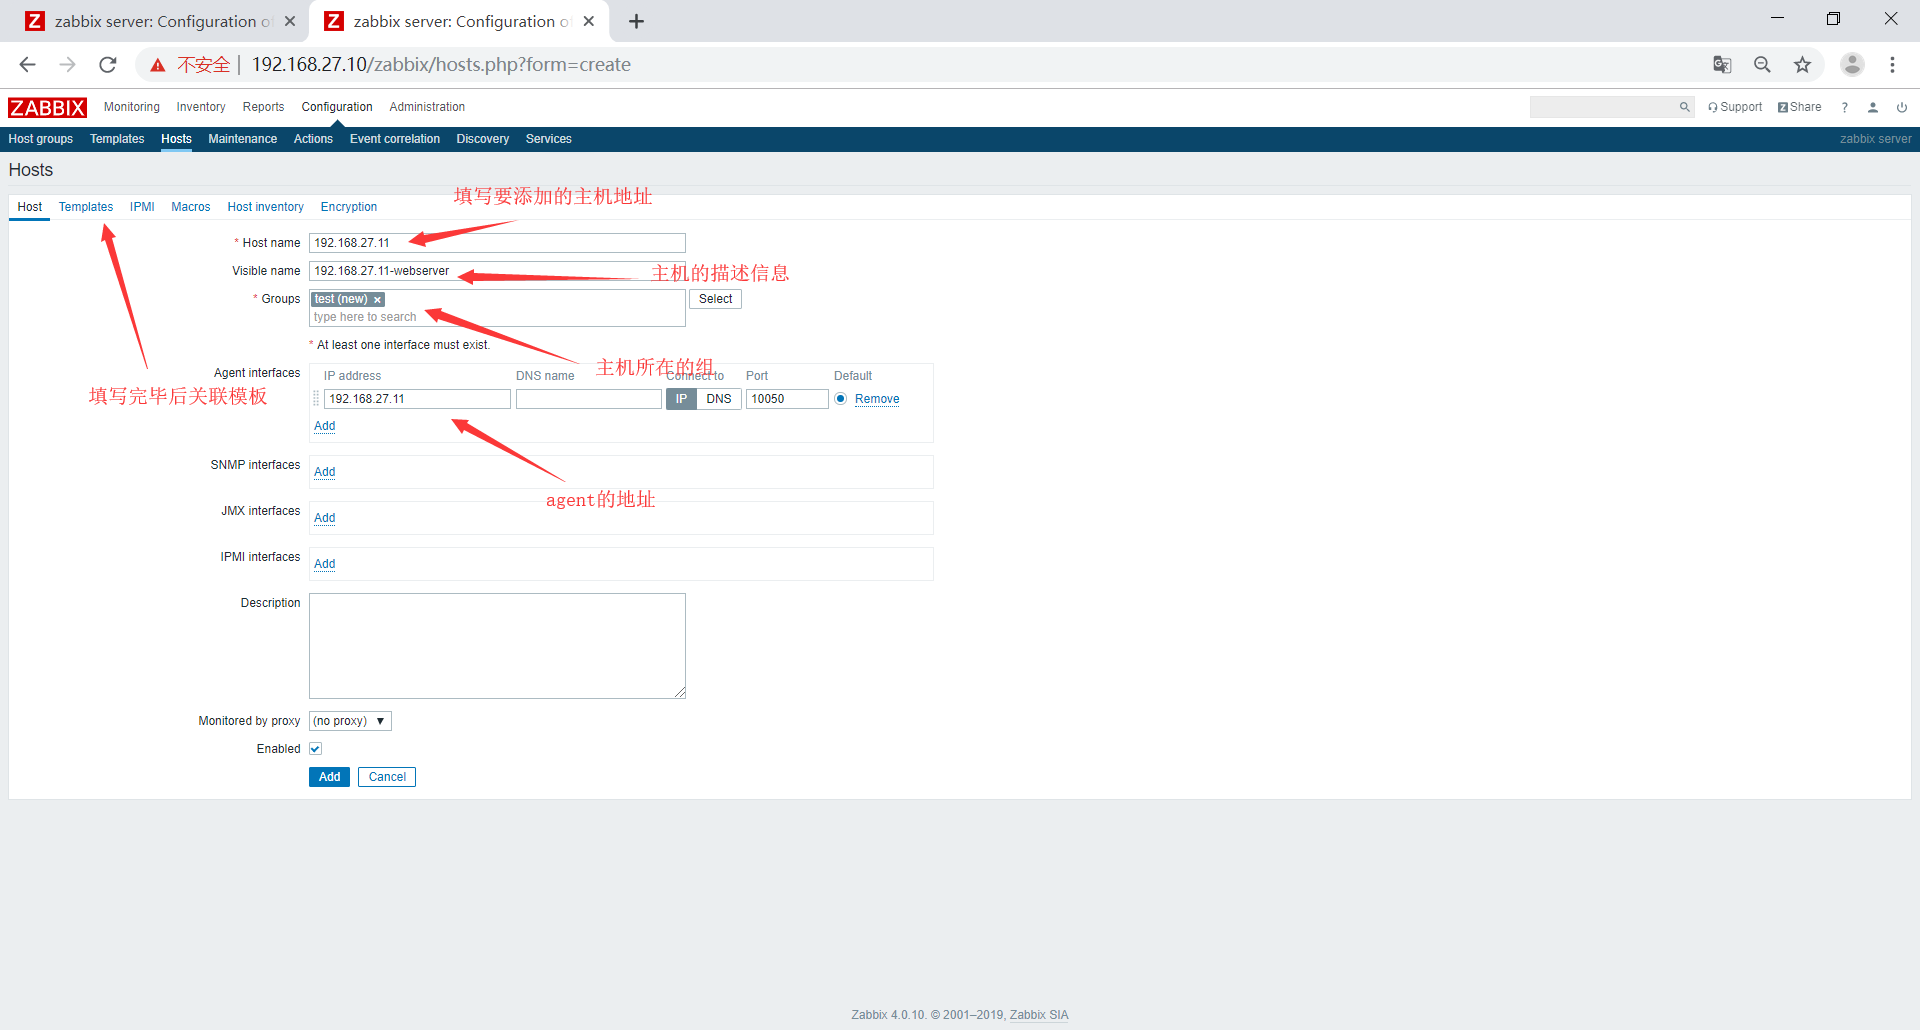 zabbix server: Configuration o
zabbix server: Configuration o
不安全 | 192.168.27.10/zabbix/hosts.php?form=create
ZABBIX Monitoring Inventory Reports Configuration Administration Support Share ?
Host groups Templates Hosts Maintenance Actions Event correlation Discovery Services zabbix server
Hosts
填写要添加的主机地址
Host Templates IPMI Macros Host inventory Encryption
* Host name 192.168.27.11
Visible name 192.168.27.11-webserver
主机的描述信息
* Groups test (new) × Select
type here to search
* At least one interface must exist.
主机所在的组
Agent interfaces IP address DNS name Connect to Port Default
填写完毕后关联模板
192.168.27.11 IP DNS 10050 Remove
Add
SNMP interfaces Add
agent的地址
JMX interfaces Add
IPMI interfaces Add
Description
Monitored by proxy (no proxy) ▼
Enabled
Add Cancel
Zabbix 4.0.10. © 2001–2019, Zabbix SIA